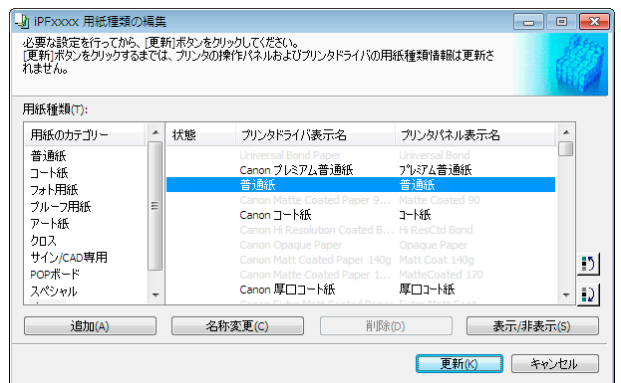 iPFxxxx 用紙種類の編集
必要な設定を行ってから、[更新]ボタンをクリックしてください。
[更新]ボタンをクリックするまでは、プリンタの操作パネルおよびプリンタドライバの用紙種類情報は更新さ
れません。
用紙種類(T):
用紙のカテゴリー 状態 プリンタドライバ表示名 プリンタパネル表示名
普通紙
コート紙
フォト用紙
プルーフ用紙
アート紙
クロス
サイン/CAD専用
POPボード
スペシャル
Universal Bond Paper Universal Bond
Canon プレミアム普通紙 プレミアム普通紙
普通紙 普通紙
Canon Matte Coated Paper 9... Matte Coated 90
Canon コート紙 コート紙
Canon Hi Resolution Coated B... Hi ResCtd Bond
Canon Opaque Paper Opaque Paper
Canon Matt Coated Paper 140g Matt Coat 140g
Canon Matte Coated Paper 1... MatteCoated 170
Canon 厚口コート紙 厚口コート紙
追加(A) 名称変更(C) 削除(D) 表示/非表示(S)
更新(K) キャンセル